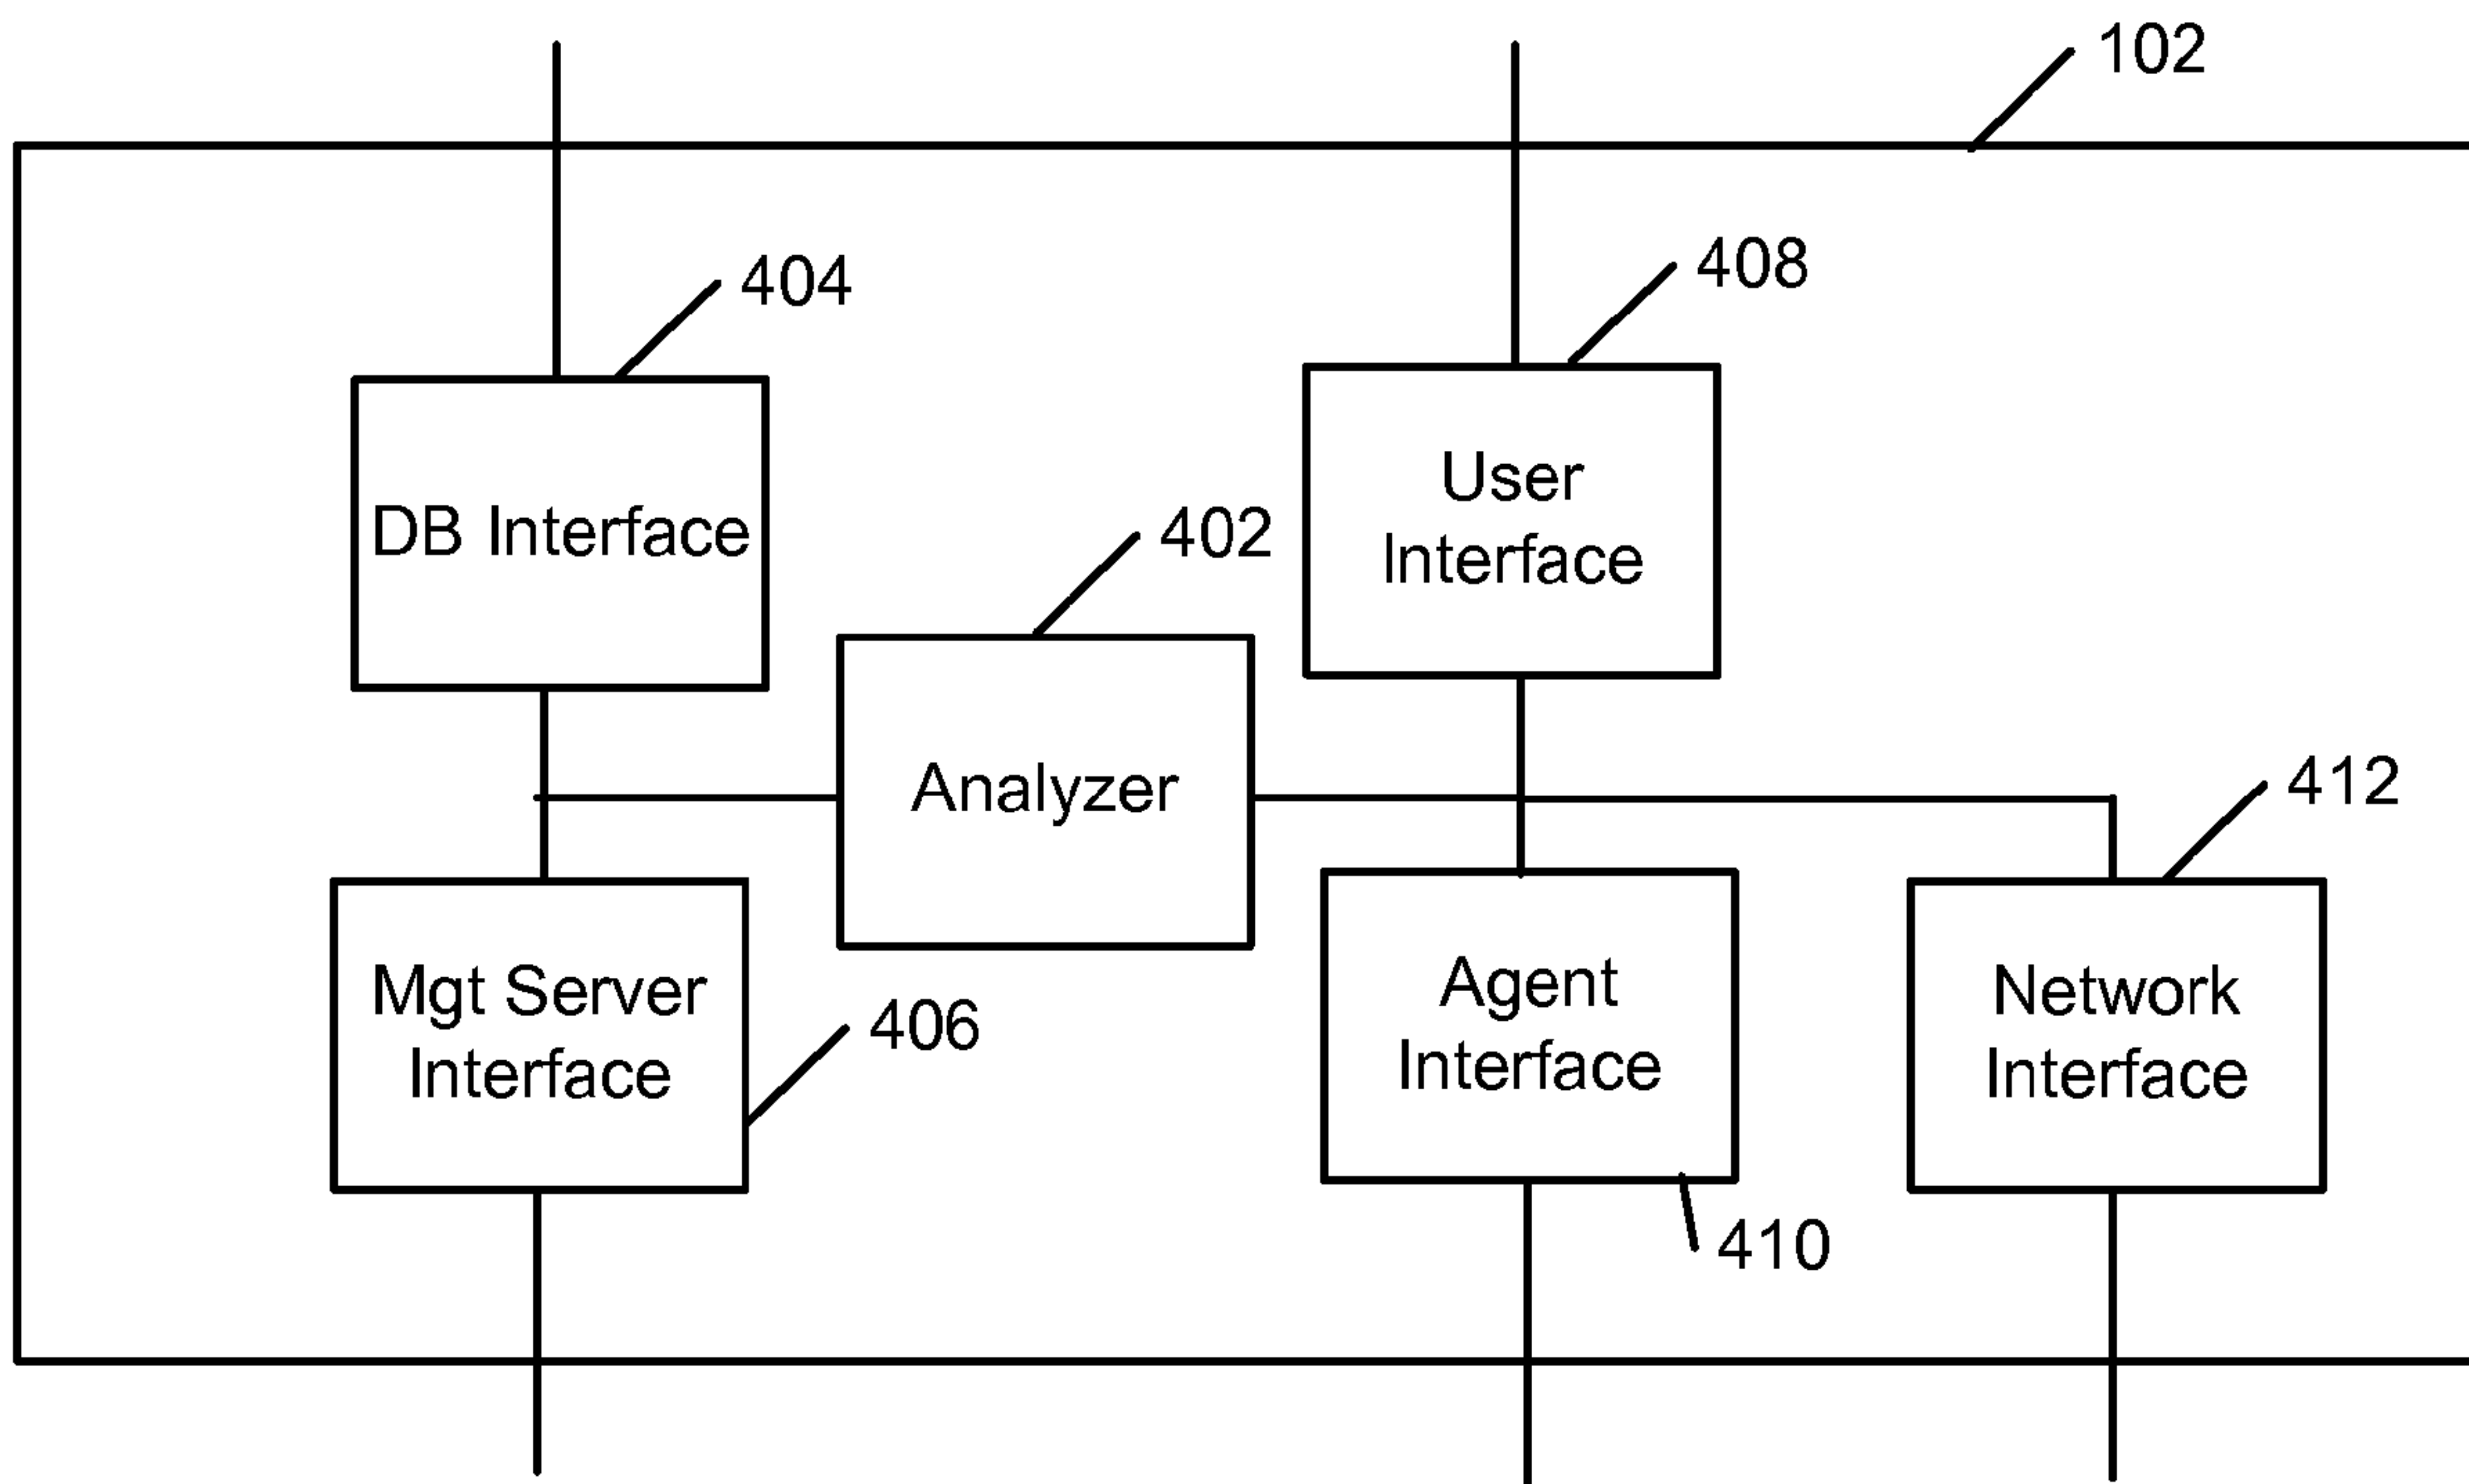 102
404
408
DB Interface
User
Interface
402
Analyzer
412
Mgt Server
Interface
406
Agent
Interface
410
Network
Interface